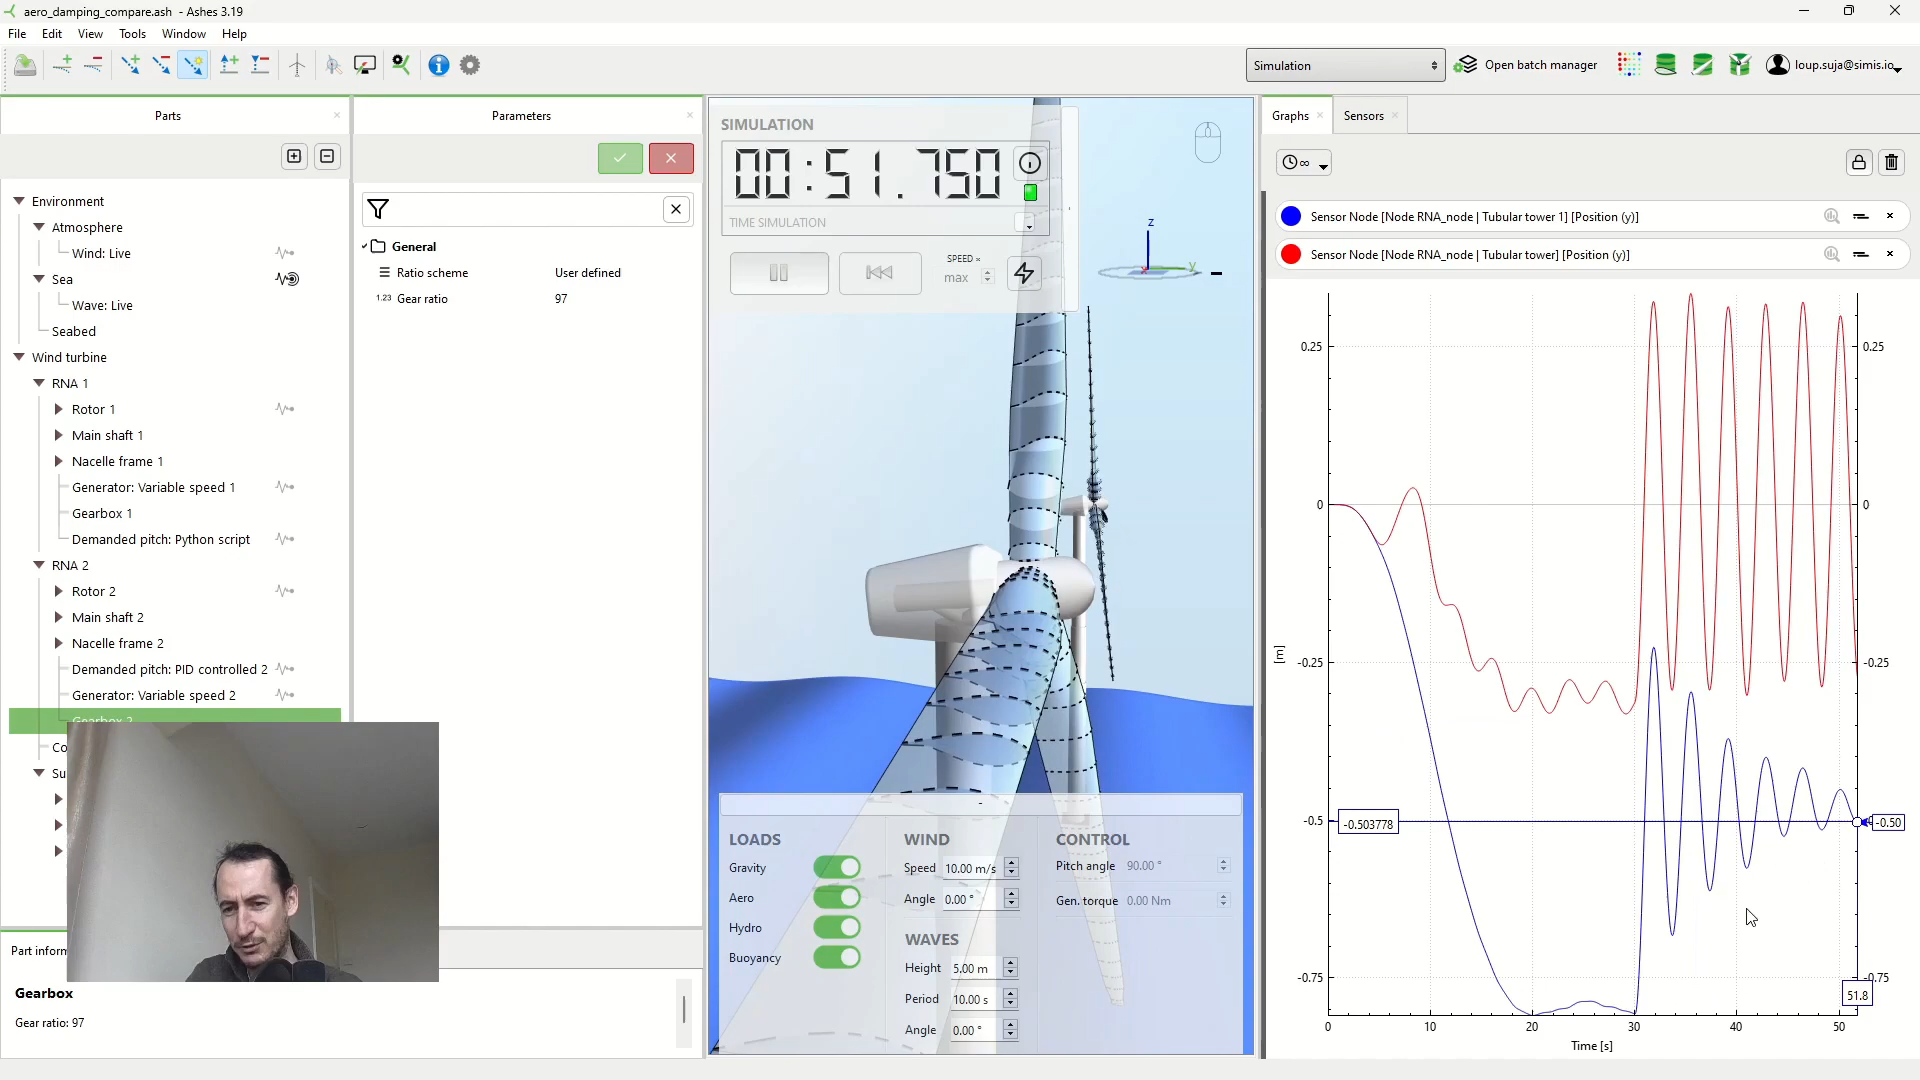 aero_damping_compare.ash - Ashes 3.19
File Edit View Tools Window Help
Simulation
Open batch manager
loup.suja@simis.io
Parts
Environment
Atmosphere
Wind: Live
Sea
Wave: Live
Seabed
Wind turbine
RNA 1
Rotor 1
Main shaft 1
Nacelle frame 1
Generator: Variable speed 1
Gearbox 1
Demanded pitch: Python script
RNA 2
Rotor 2
Main shaft 2
Nacelle frame 2
Demanded pitch: PID controlled 2
Generator: Variable speed 2
Gearbox 2
Co
Su
Part inform
Gearbox
Gear ratio: 97
Parameters
General
Ratio scheme User defined
1.23 Gear ratio 97
SIMULATION
00:51.750
TIME SIMULATION
SPEED ≈
max
z
y
x
LOADS
Gravity
Aero
Hydro
Buoyancy
WIND
Speed 10.00 m/s
Angle 0.00 °
WAVES
Height 5.00 m
Period 10.00 s
Angle 0.00 °
CONTROL
Pitch angle 90.00 °
Gen. torque 0.00 Nm
Graphs
Sensors
∞
Sensor Node [Node RNA_node | Tubular tower 1] [Position (y)]
Sensor Node [Node RNA_node | Tubular tower] [Position (y)]
0.25 0.25
0 0
[m]
-0.25 -0.25
-0.5 -0.503778 -0.50
-0.75 -0.75
51.8
0 10 20 30 40 50
Time [s]